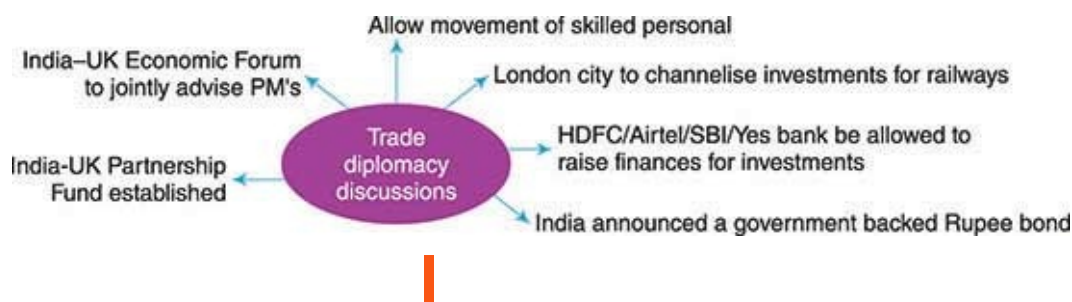 Allow movement of skilled personal
India–UK Economic Forum
to jointly advise PM's
London city to channelise investments for railways
Trade
diplomacy
discussions
HDFC/Airtel/SBI/Yes bank be allowed to
raise finances for investments
India-UK Partnership
Fund established
India announced a government backed Rupee bond